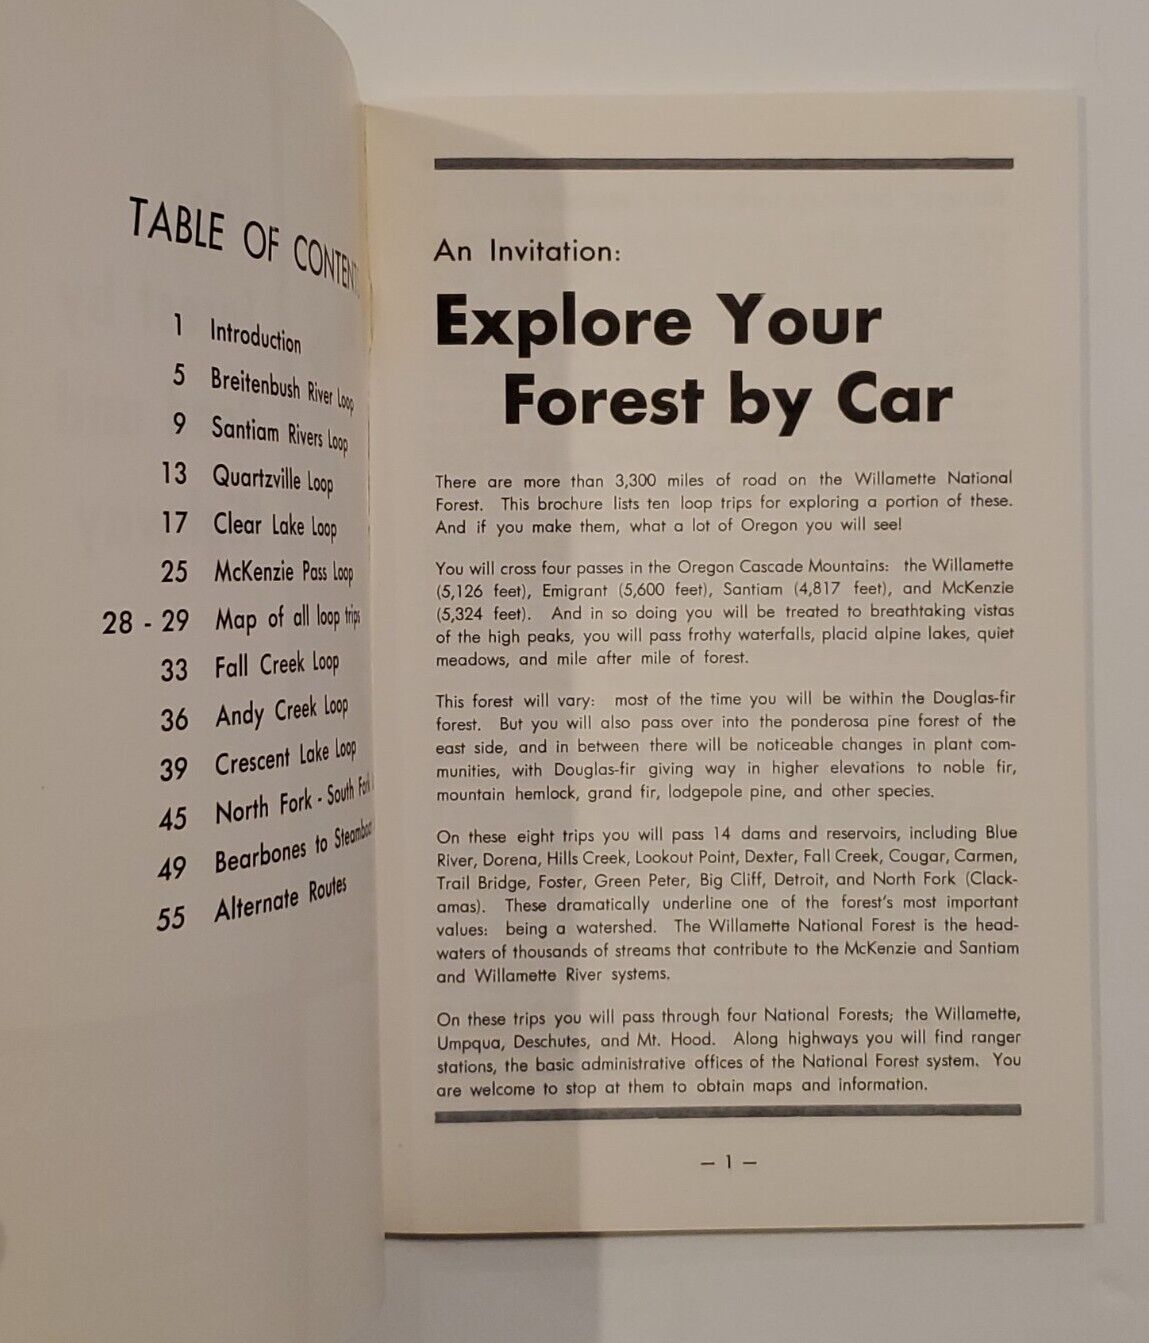 TABLE OF CONTENT
1 Introduction
5 Breitenbush River Loop
9 Santiam Rivers Loop
13 Quartzville Loop
17 Clear Lake Loop
25 McKenzie Pass Loop
28 - 29 Map of all loop trips
33 Fall Creek Loop
36 Andy Creek Loop
39 Crescent Lake Loop
45 North Fork - South Fork
49 Bearbones to Steamboat
55 Alternate Routes
An Invitation:
Explore Your
Forest by Car
There are more than 3,300 miles of road on the Willamette National
Forest. This brochure lists ten loop trips for exploring a portion of these.
And if you make them, what a lot of Oregon you will see!
You will cross four passes in the Oregon Cascade Mountains: the Willamette
(5,126 feet), Emigrant (5,600 feet), Santiam (4,817 feet), and McKenzie
(5,324 feet). And in so doing you will be treated to breathtaking vistas
of the high peaks, you will pass frothy waterfalls, placid alpine lakes, quiet
meadows, and mile after mile of forest.
This forest will vary: most of the time you will be within the Douglas-fir
forest. But you will also pass over into the ponderosa pine forest of the
east side, and in between there will be noticeable changes in plant com-
munities, with Douglas-fir giving way in higher elevations to noble fir,
mountain hemlock, grand fir, lodgepole pine, and other species.
On these eight trips you will pass 14 dams and reservoirs, including Blue
River, Dorena, Hills Creek, Lookout Point, Dexter, Fall Creek, Cougar, Carmen,
Trail Bridge, Foster, Green Peter, Big Cliff, Detroit, and North Fork (Clack-
amas). These dramatically underline one of the forest's most important
values: being a watershed. The Willamette National Forest is the head-
waters of thousands of streams that contribute to the McKenzie and Santiam
and Willamette River systems.
On these trips you will pass through four National Forests; the Willamette,
Umpqua, Deschutes, and Mt. Hood. Along highways you will find ranger
stations, the basic administrative offices of the National Forest system. You
are welcome to stop at them to obtain maps and information.
— 1 —